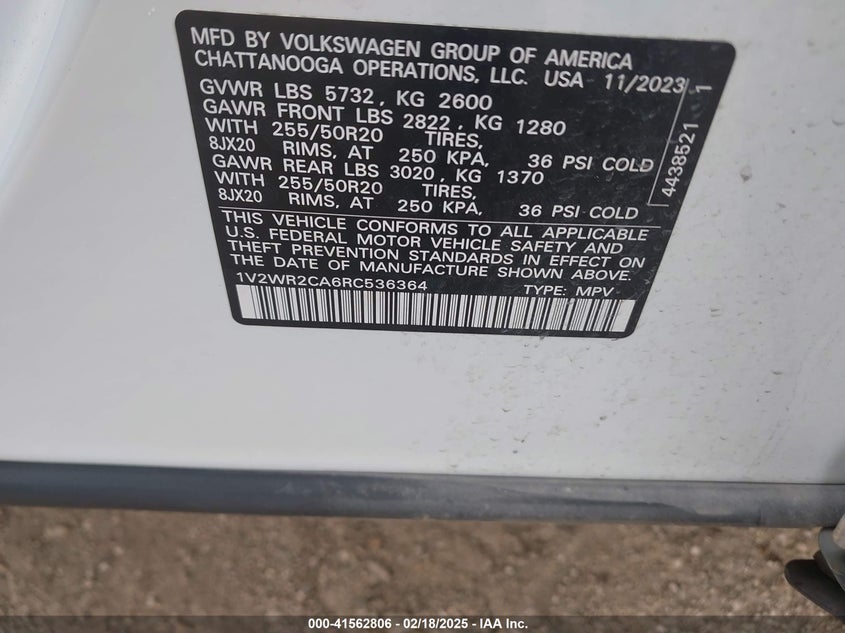 MFD BY VOLKSWAGEN GROUP OF AMERICA
CHATTANOOGA OPERATIONS, LLC. USA 11/2023
GVWR LBS 5732, KG 2600
GAWR FRONT LBS 2822, KG 1280
WITH 255/50R20 TIRES,
8JX20 RIMS, AT 250 KPA, 36 PSI COLD
GAWR REAR LBS 3020, KG 1370
WITH 255/50R20 TIRES,
8JX20 RIMS, AT 250 KPA, 36 PSI COLD
THIS VEHICLE CONFORMS TO ALL APPLICABLE
U.S. FEDERAL MOTOR VEHICLE SAFETY AND
THEFT PREVENTION STANDARDS IN EFFECT ON
THE DATE OF MANUFACTURE SHOWN ABOVE.
1V2WR2CA6RC536364 TYPE: MPV
4438521 1
000-41562806 - 02/18/2025 - IAA Inc.